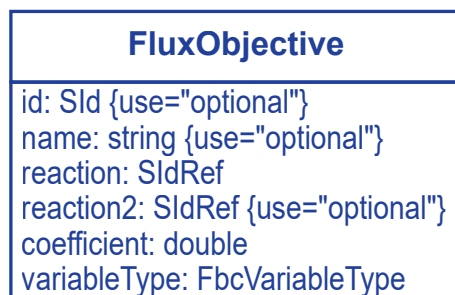 FluxObjective
id: SId {use="optional"}
name: string {use="optional"}
reaction: SIdRef
reaction2: SIdRef {use="optional"}
coefficient: double
variableType: FbcVariableType